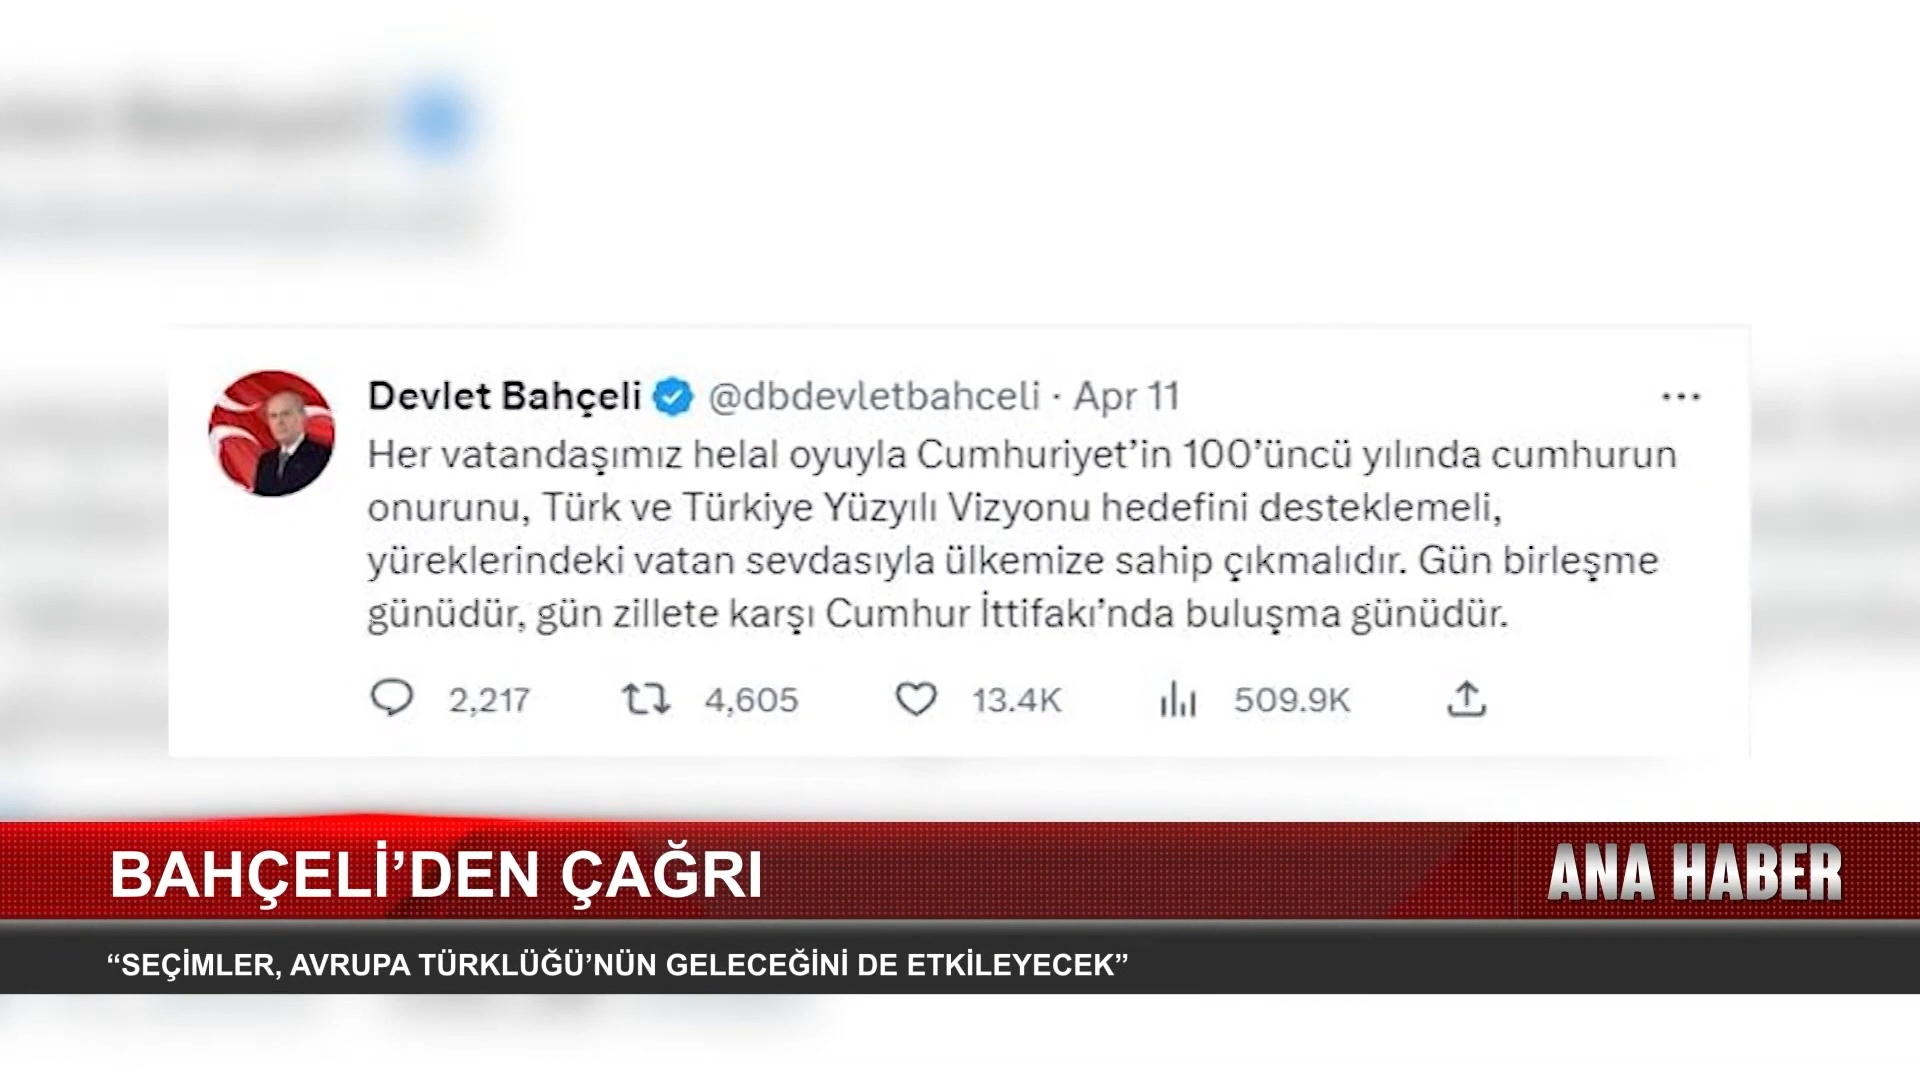 Devlet Bahçeli @dbdevletbahceli · Apr 11
Her vatandaşımız helal oyuyla Cumhuriyet’in 100’üncü yılında cumhurun
onurunu, Türk ve Türkiye Yüzyılı Vizyonu hedefini desteklemeli,
yüreklerindeki vatan sevdasıyla ülkemize sahip çıkmalıdır. Gün birleşme
günüdür, gün zillete karşı Cumhur İttifakı’nda buluşma günüdür.
2,217 4,605 13.4K 509.9K
BAHÇELİ’DEN ÇAĞRI
ANA HABER
“SEÇİMLER, AVRUPA TÜRKLÜĞÜ’NÜN GELECEĞİNİ DE ETKİLEYECEK”